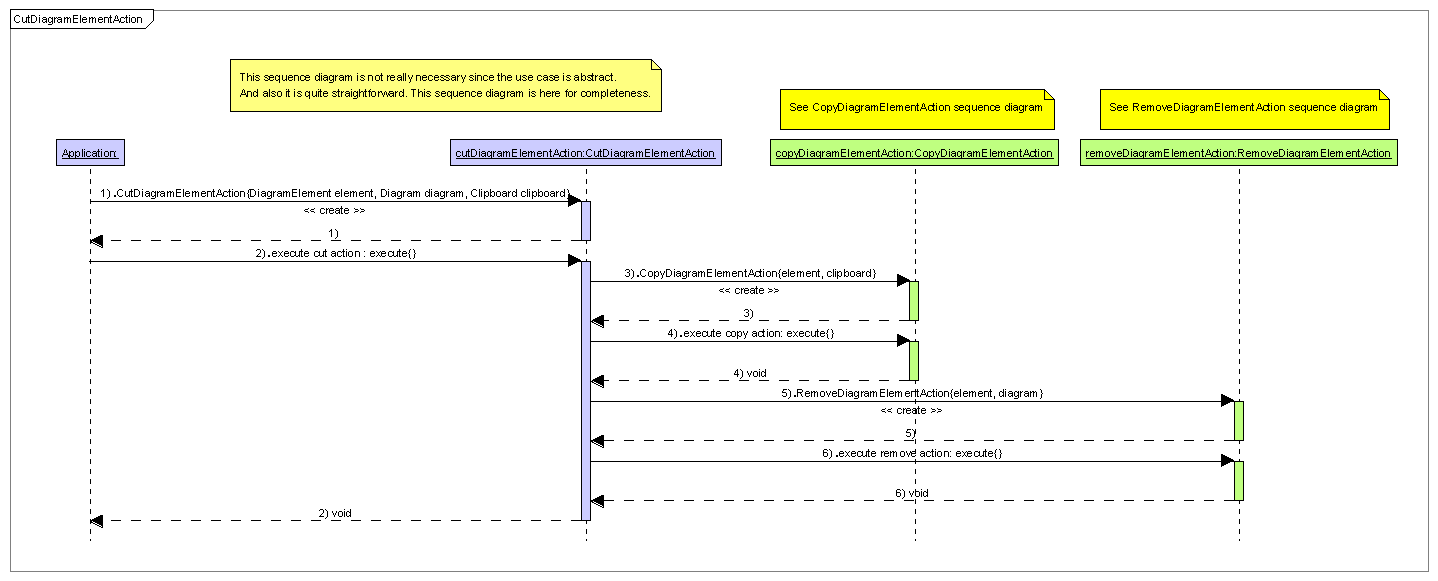 CutDiagramElementAction
This sequence diagram is not really necessary since the use case is abstract.
And also it is quite straightforward. This sequence diagram is here for completeness.
See CopyDiagramElementAction sequence diagram
See RemoveDiagramElementAction sequence diagram
Application:
cutDiagramElementAction:CutDiagramElementAction
copyDiagramElementAction:CopyDiagramElementAction
removeDiagramElementAction:RemoveDiagramElementAction
1).CutDiagramElementAction{DiagramElement element, Diagram diagram, Clipboard clipboard}
<< create >>
1)
2).execute cut action : execute{}
3).CopyDiagramElementAction{element, clipboard}
<< create >>
3)
4).execute copy action: execute{}
4) void
5).RemoveDiagramElementAction{element, diagram}
<< create >>
5)
6).execute remove action: execute{}
6) void
2) void